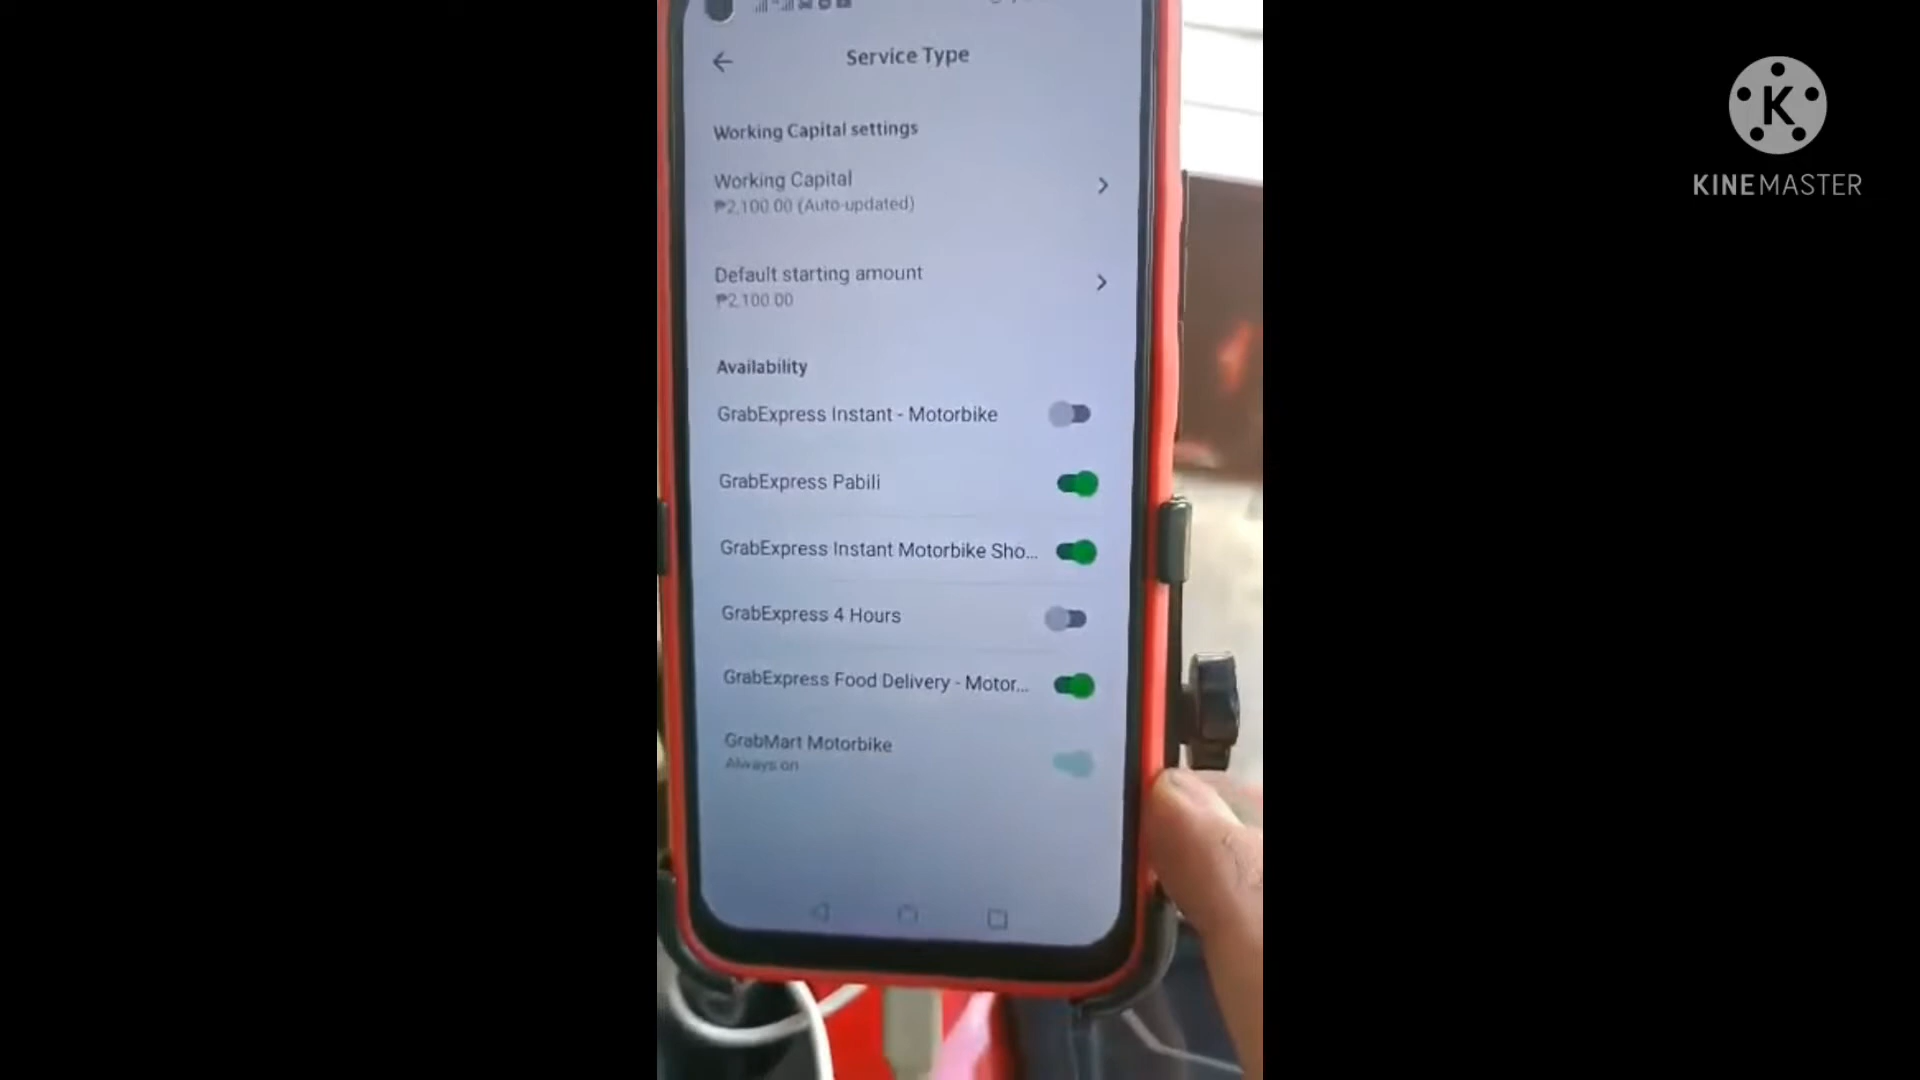 Service Type
Working Capital settings
Working Capital
₱2,100.00 (Auto-updated)
Default starting amount
₱2,100.00
Availability
GrabExpress Instant - Motorbike
GrabExpress Pabili
GrabExpress Instant Motorbike Sho...
GrabExpress 4 Hours
GrabExpress Food Delivery - Motor...
GrabMart Motorbike
Always on
K
KINEMASTER